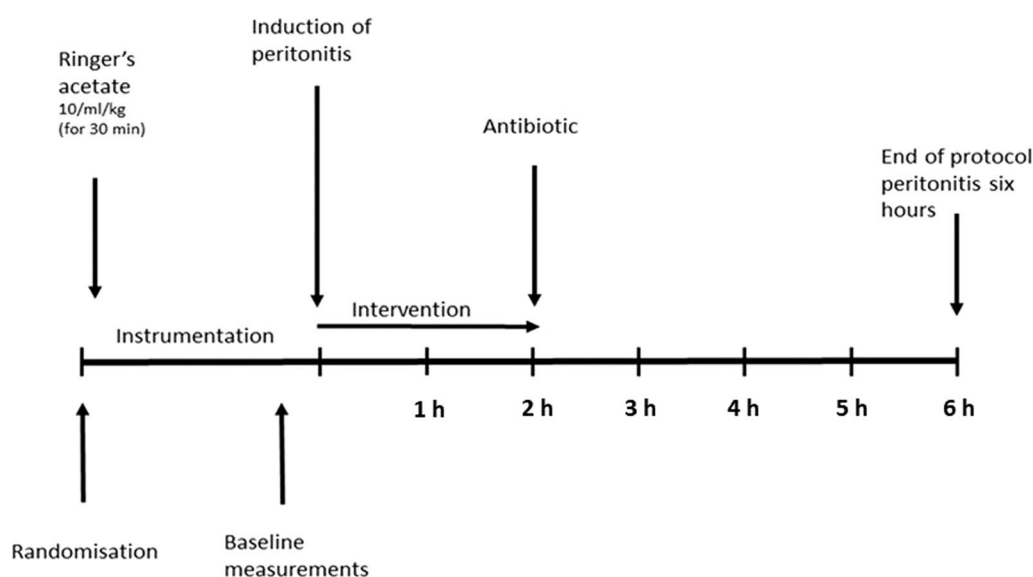 Induction of
peritonitis
Ringer's
acetate
10/ml/kg
(for 30 min)
Antibiotic
End of protocol
peritonitis six
hours
Intervention
Instrumentation
1 h
2 h
3 h
4 h
5 h
6 h
Randomisation
Baseline
measurements